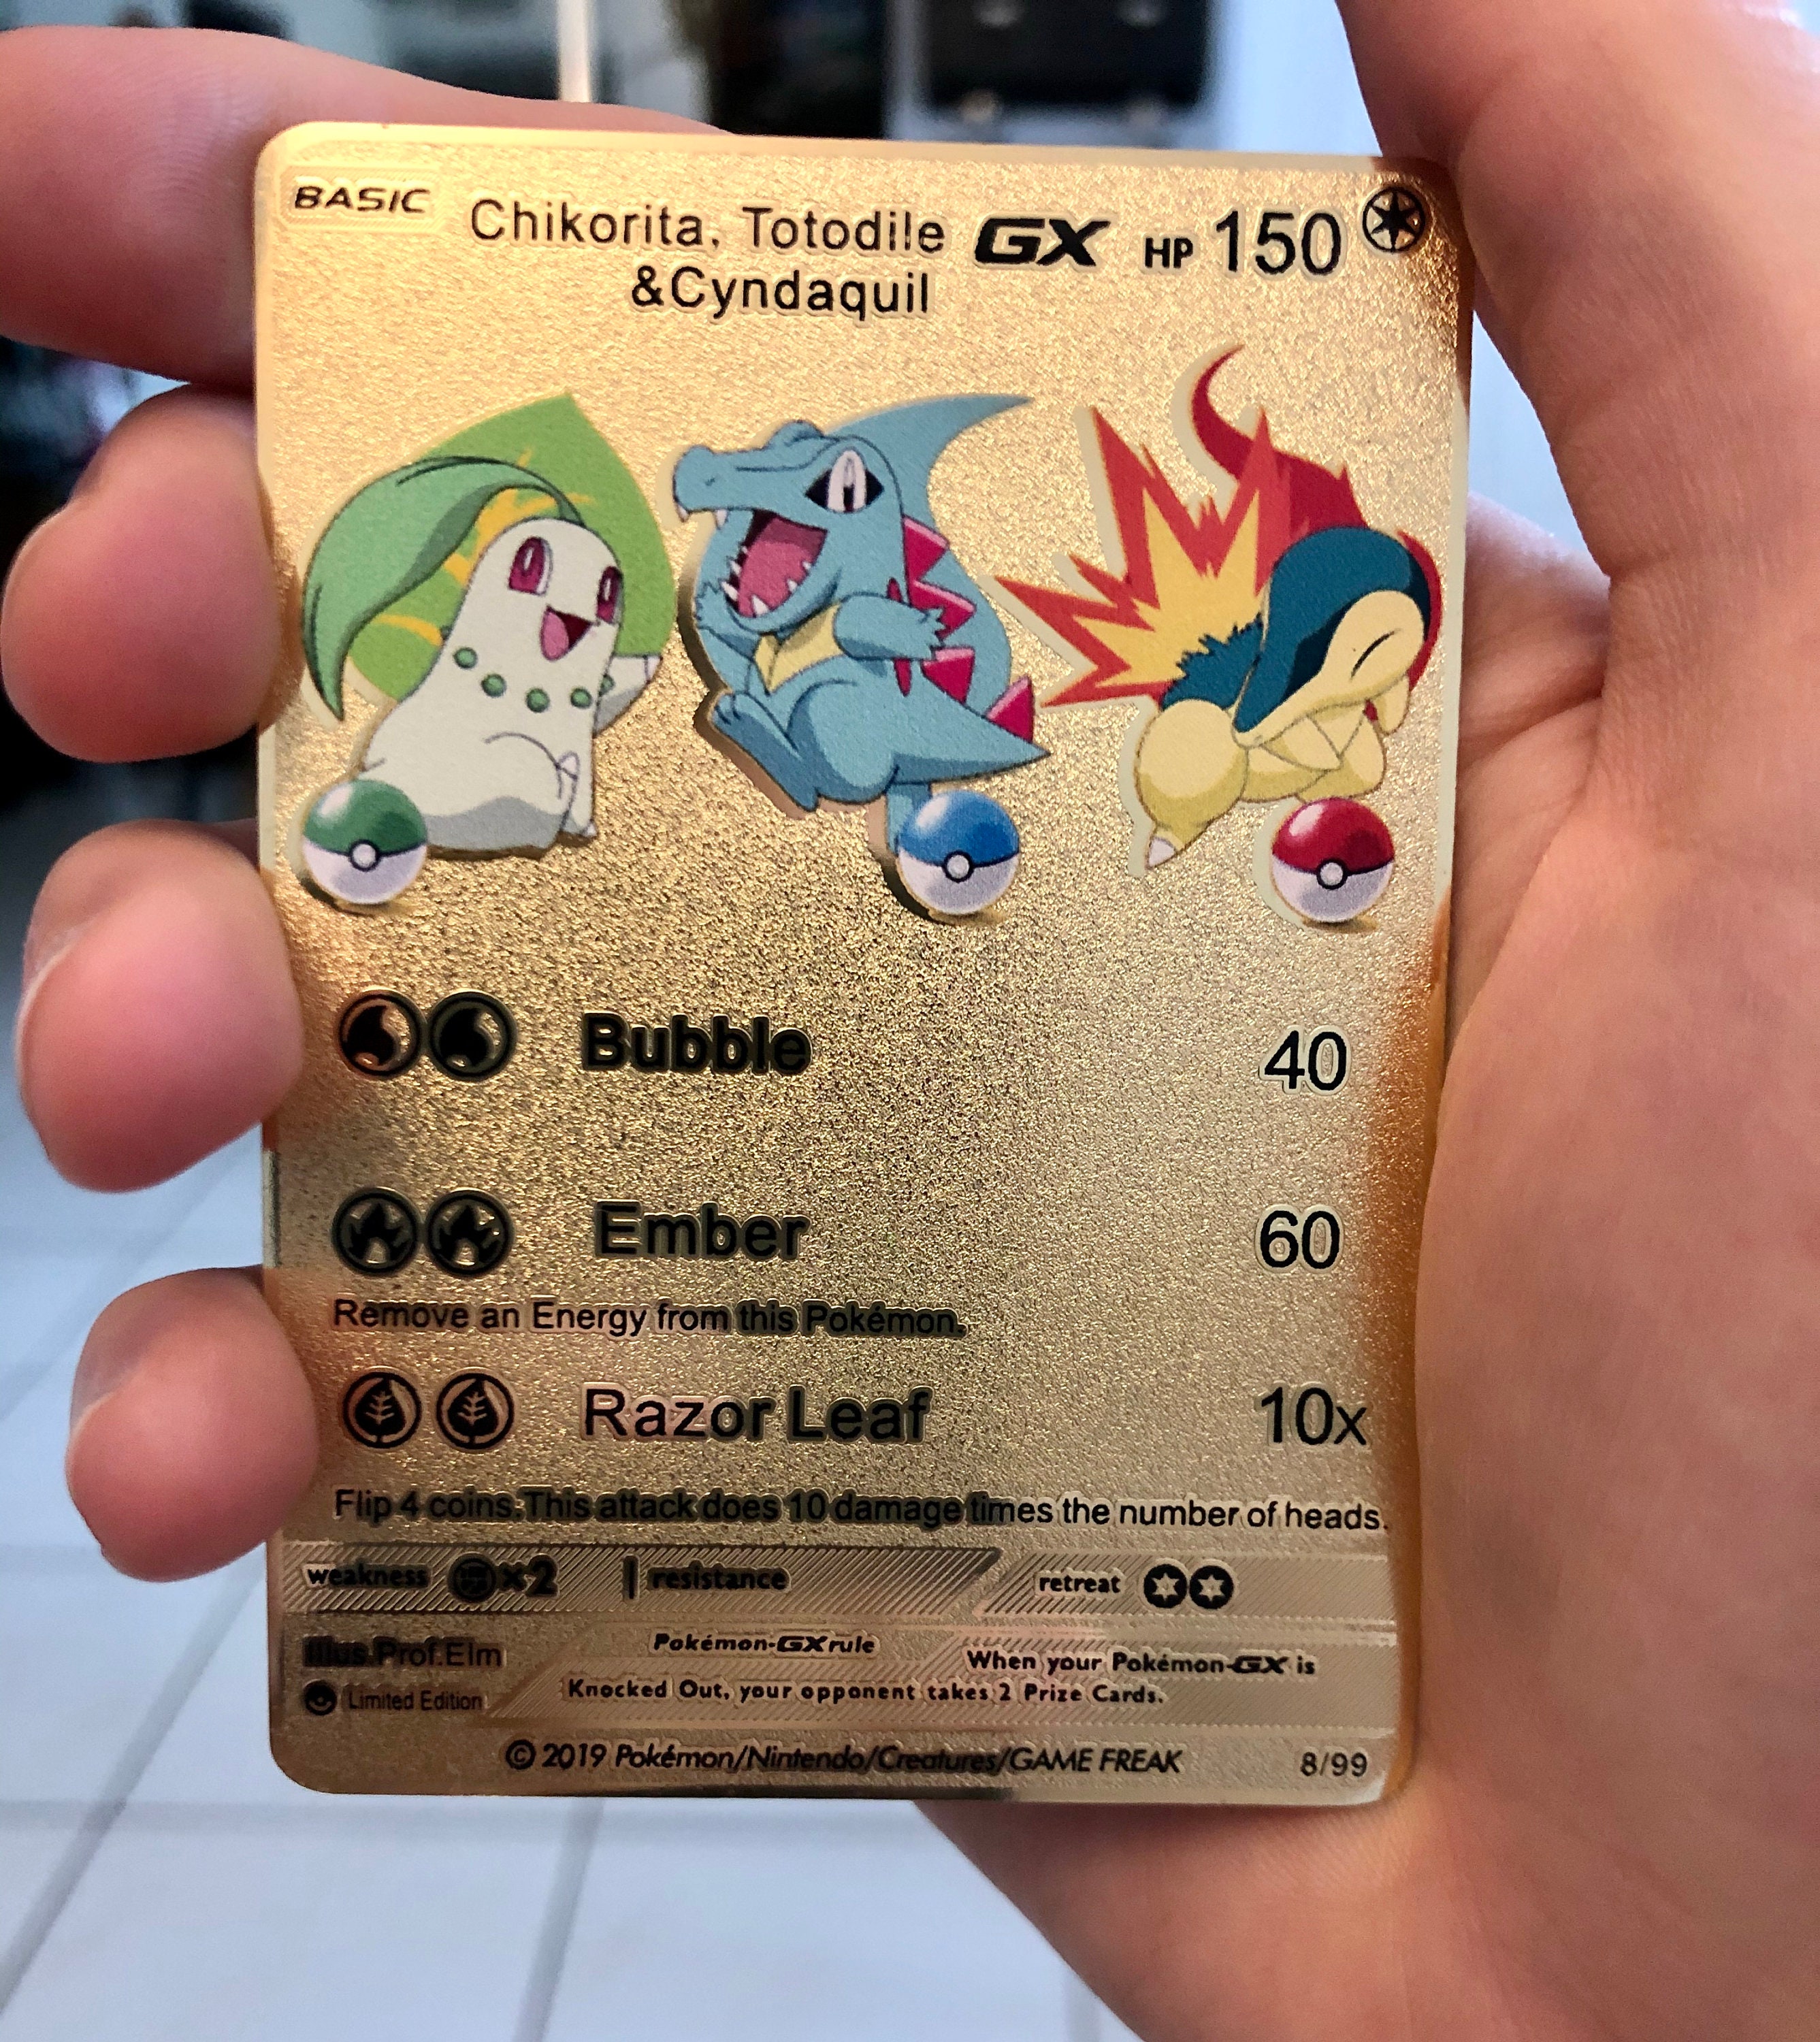 BASIC
Chikorita, Totodile GX HP 150
&Cyndaquil
Bubble 40
Ember 60
Remove an Energy from this Pokémon.
Razor Leaf 10x
Flip 4 coins.This attack does 10 damage times the number of heads.
weakness ×2 resistance retreat
Illus.Prof.Elm
Limited Edition
Pokémon-GX rule When your Pokémon-GX is
Knocked Out, your opponent takes 2 Prize Cards.
© 2019 Pokémon/Nintendo/Creatures/GAME FREAK 8/99